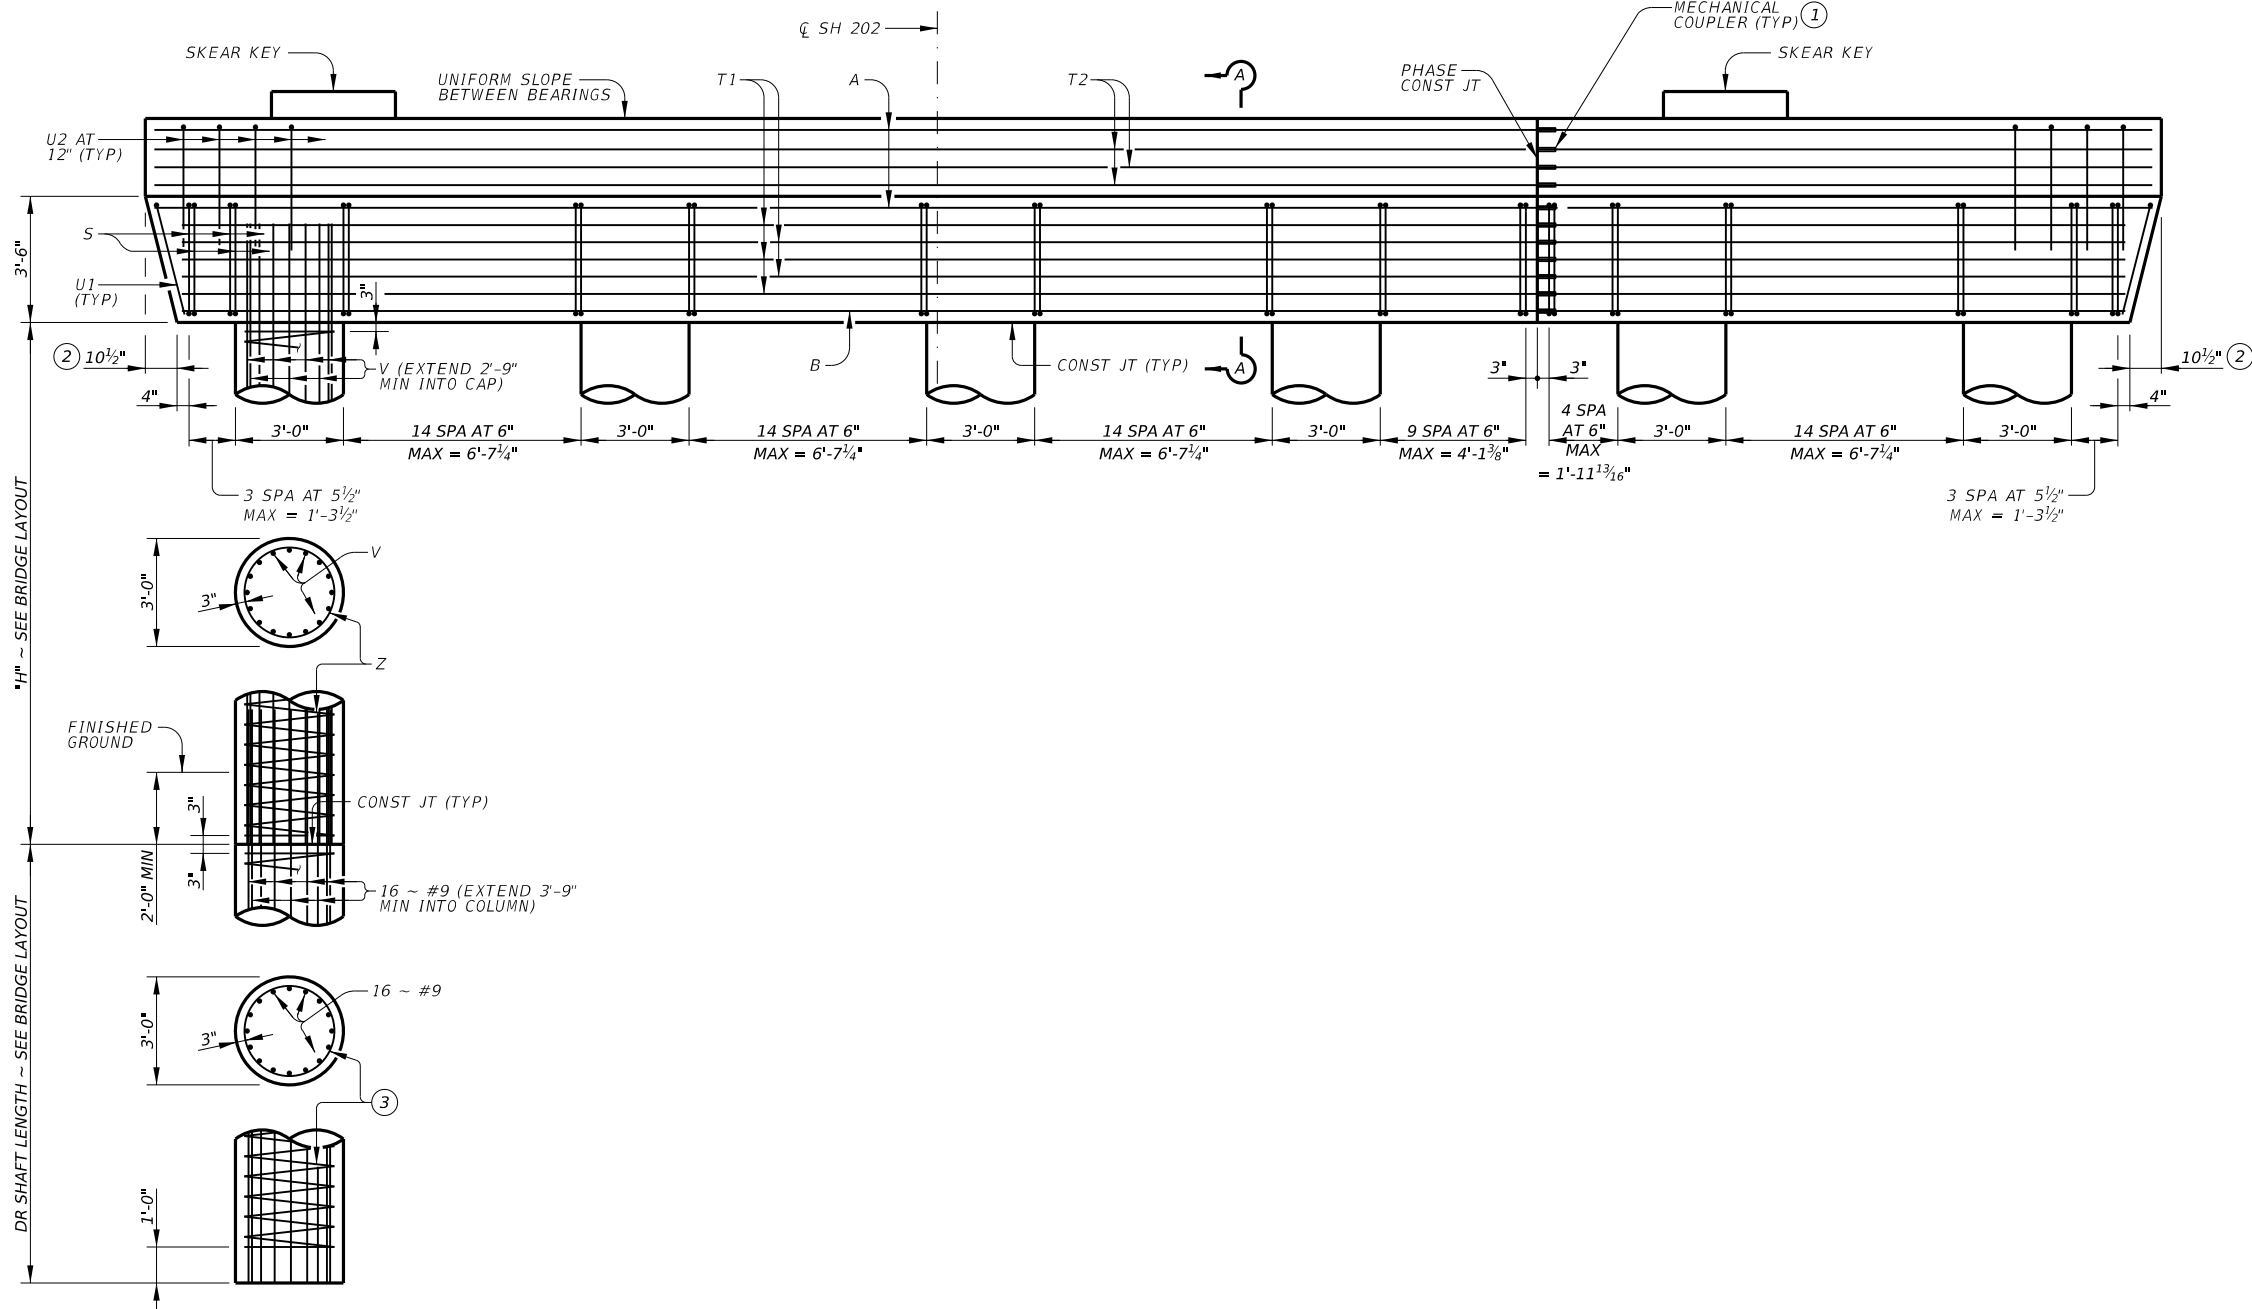 ℄ SH 202
MECHANICAL
COUPLER (TYP) 1
SKEAR KEY
SKEAR KEY
UNIFORM SLOPE
BETWEEN BEARINGS
T1
A
T2
A
PHASE
CONST JT
U2 AT
12" (TYP)
S
3'-6"
U1
(TYP)
3"
2 10½"
V (EXTEND 2'-9"
MIN INTO CAP)
B
CONST JT (TYP)
A
3" 3"
10½" 2
4"
4"
3'-0"
14 SPA AT 6"
MAX = 6'-7¼"
3'-0"
14 SPA AT 6"
MAX = 6'-7¼"
3'-0"
14 SPA AT 6"
MAX = 6'-7¼"
3'-0"
9 SPA AT 6"
MAX = 4'-1⅜"
4 SPA
AT 6"
MAX
= 1'-11 13/16"
3'-0"
14 SPA AT 6"
MAX = 6'-7¼"
3'-0"
3 SPA AT 5½"
MAX = 1'-3½"
3 SPA AT 5½"
MAX = 1'-3½"
"H" ~ SEE BRIDGE LAYOUT
V
3'-0"
3"
Z
FINISHED
GROUND
3"
CONST JT (TYP)
2'-0" MIN
3"
16 ~ #9 (EXTEND 3'-9"
MIN INTO COLUMN)
DR SHAFT LENGTH ~ SEE BRIDGE LAYOUT
16 ~ #9
3'-0"
3"
3
1'-0"